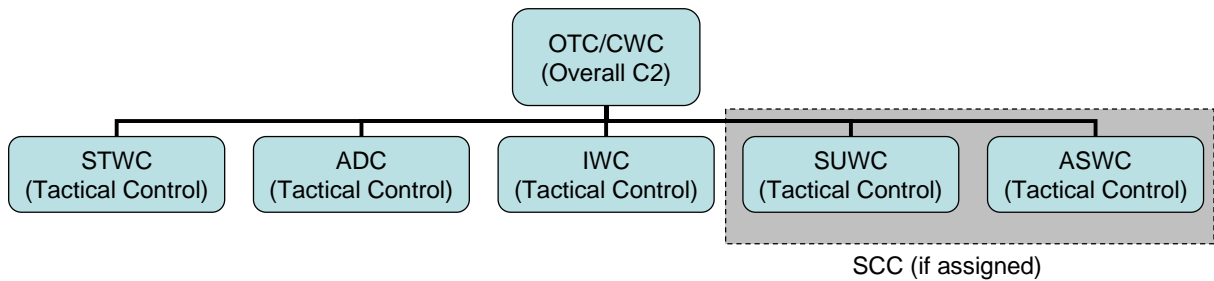 OTC/CWC
(Overall C2)
STWC
(Tactical Control)
ADC
(Tactical Control)
IWC
(Tactical Control)
SUWC
(Tactical Control)
ASWC
(Tactical Control)
SCC (if assigned)